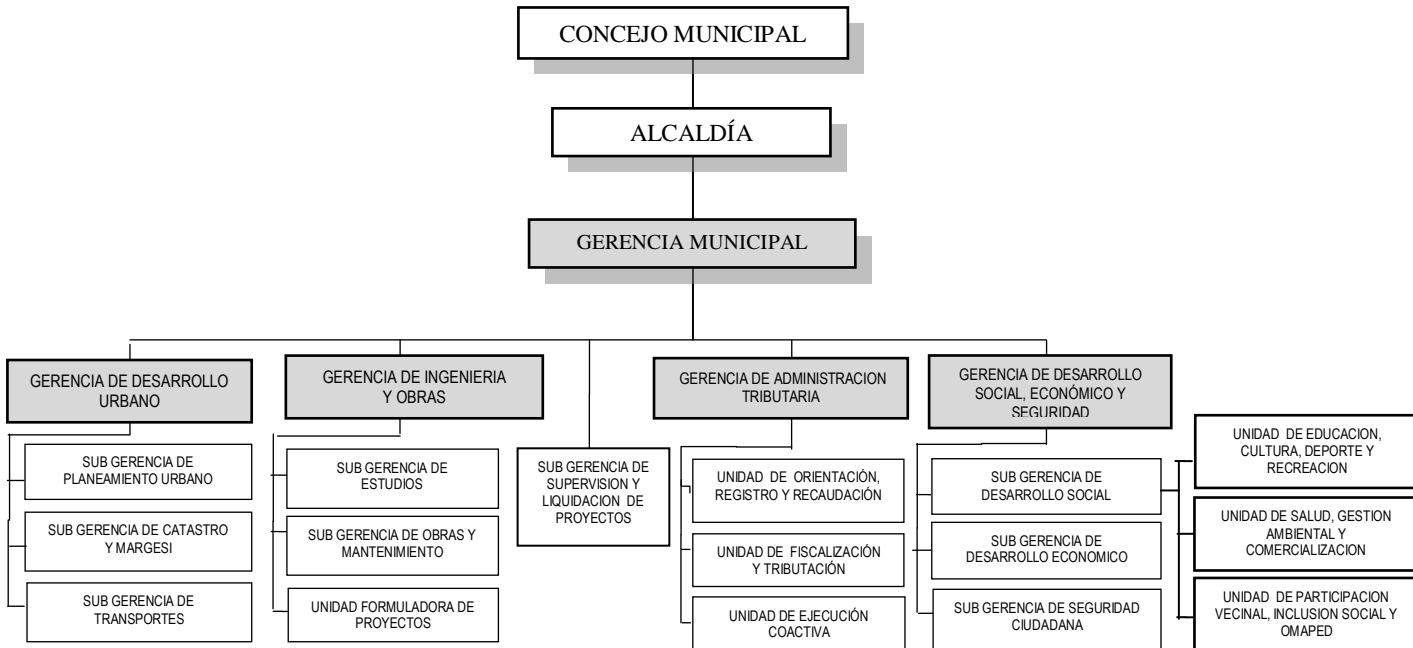 CONCEJO MUNICIPAL
ALCALDÍA
GERENCIA MUNICIPAL
GERENCIA DE DESARROLLO
URBANO
GERENCIA DE INGENIERIA
Y OBRAS
GERENCIA DE ADMINISTRACION
TRIBUTARIA
GERENCIA DE DESARROLLO
SOCIAL, ECONÓMICO Y
SEGURIDAD
SUB GERENCIA DE
PLANEAMIENTO URBANO
SUB GERENCIA DE CATASTRO
Y MARGESI
SUB GERENCIA DE
TRANSPORTES
SUB GERENCIA DE
ESTUDIOS
SUB GERENCIA DE OBRAS Y
MANTENIMIENTO
UNIDAD FORMULADORA DE
PROYECTOS
SUB GERENCIA DE
SUPERVISION Y
LIQUIDACION DE
PROYECTOS
UNIDAD DE ORIENTACIÓN,
REGISTRO Y RECAUDACIÓN
UNIDAD DE FISCALIZACIÓN
Y TRIBUTACIÓN
UNIDAD DE EJECUCIÓN
COACTIVA
SUB GERENCIA DE
DESARROLLO SOCIAL
SUB GERENCIA DE
DESARROLLO ECONOMICO
SUB GERENCIA DE SEGURIDAD
CIUDADANA
UNIDAD DE EDUCACION,
CULTURA, DEPORTE Y
RECREACION
UNIDAD DE SALUD, GESTION
AMBIENTAL Y
COMERCIALIZACION
UNIDAD DE PARTICIPACION
VECINAL, INCLUSION SOCIAL Y
OMAPED